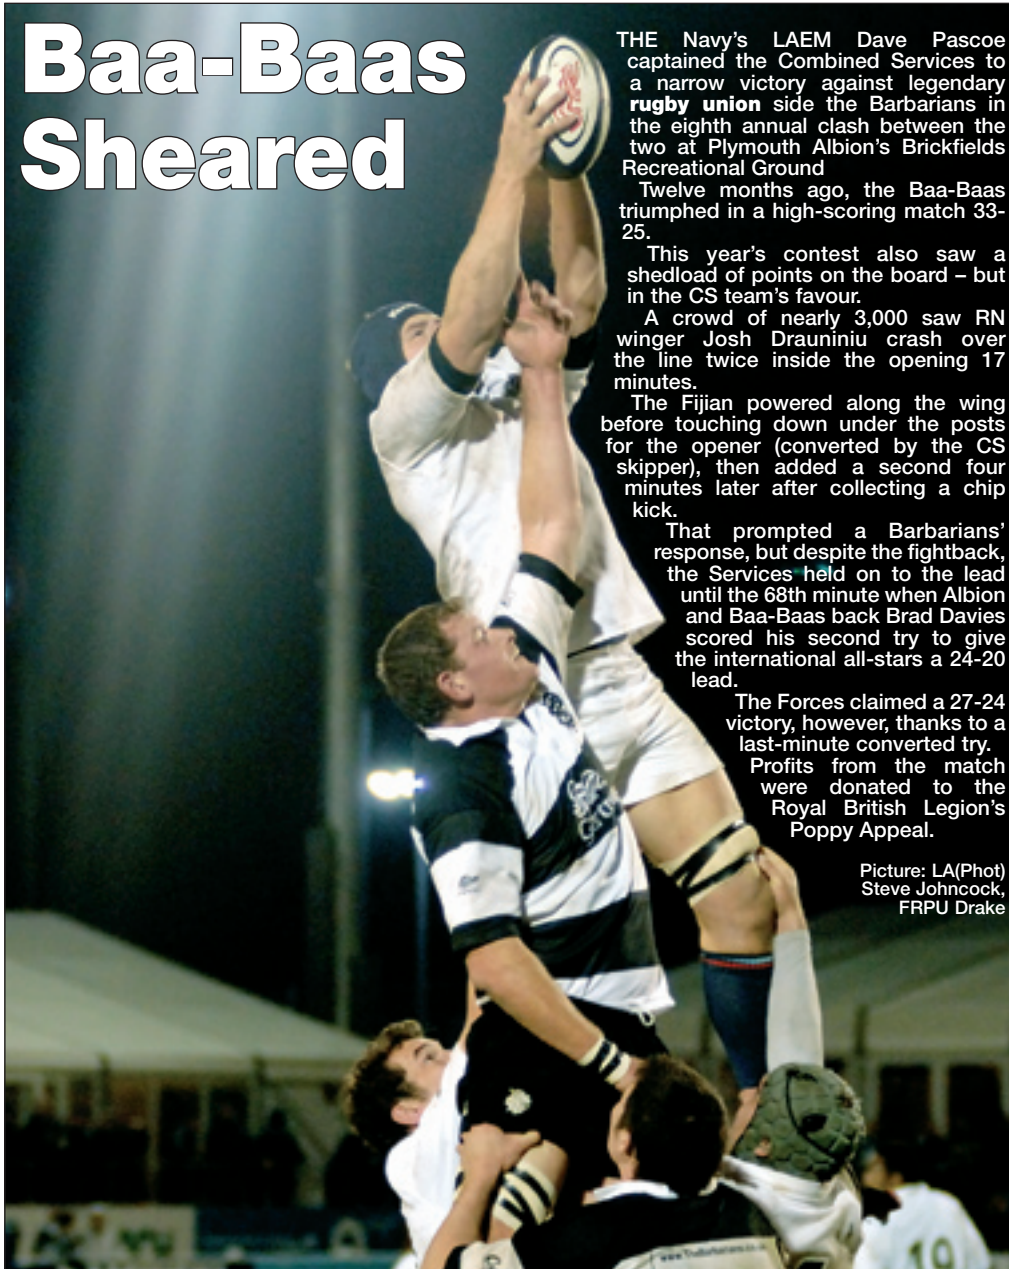 Baa-Baas
Sheared
THE Navy's LAEM Dave Pascoe
captained the Combined Services to
a narrow victory against legendary
rugby union side the Barbarians in
the eighth annual clash between the
two at Plymouth Albion's Brickfields
Recreational Ground
Twelve months ago, the Baa-Baas
triumphed in a high-scoring match 33-
25.
This year's contest also saw a
shedload of points on the board – but
in the CS team's favour.
A crowd of nearly 3,000 saw RN
winger Josh Drauniniu crash over
the line twice inside the opening 17
minutes.
The Fijian powered along the wing
before touching down under the posts
for the opener (converted by the CS
skipper), then added a second four
minutes later after collecting a chip
kick.
That prompted a Barbarians'
response, but despite the fightback,
the Services held on to the lead
until the 68th minute when Albion
and Baa-Baas back Brad Davies
scored his second try to give
the international all-stars a 24-20
lead.
The Forces claimed a 27-24
victory, however, thanks to a
last-minute converted try.
Profits from the match
were donated to the
Royal British Legion's
Poppy Appeal.
Picture: LA(Phot)
Steve Johncock,
FRPU Drake
19